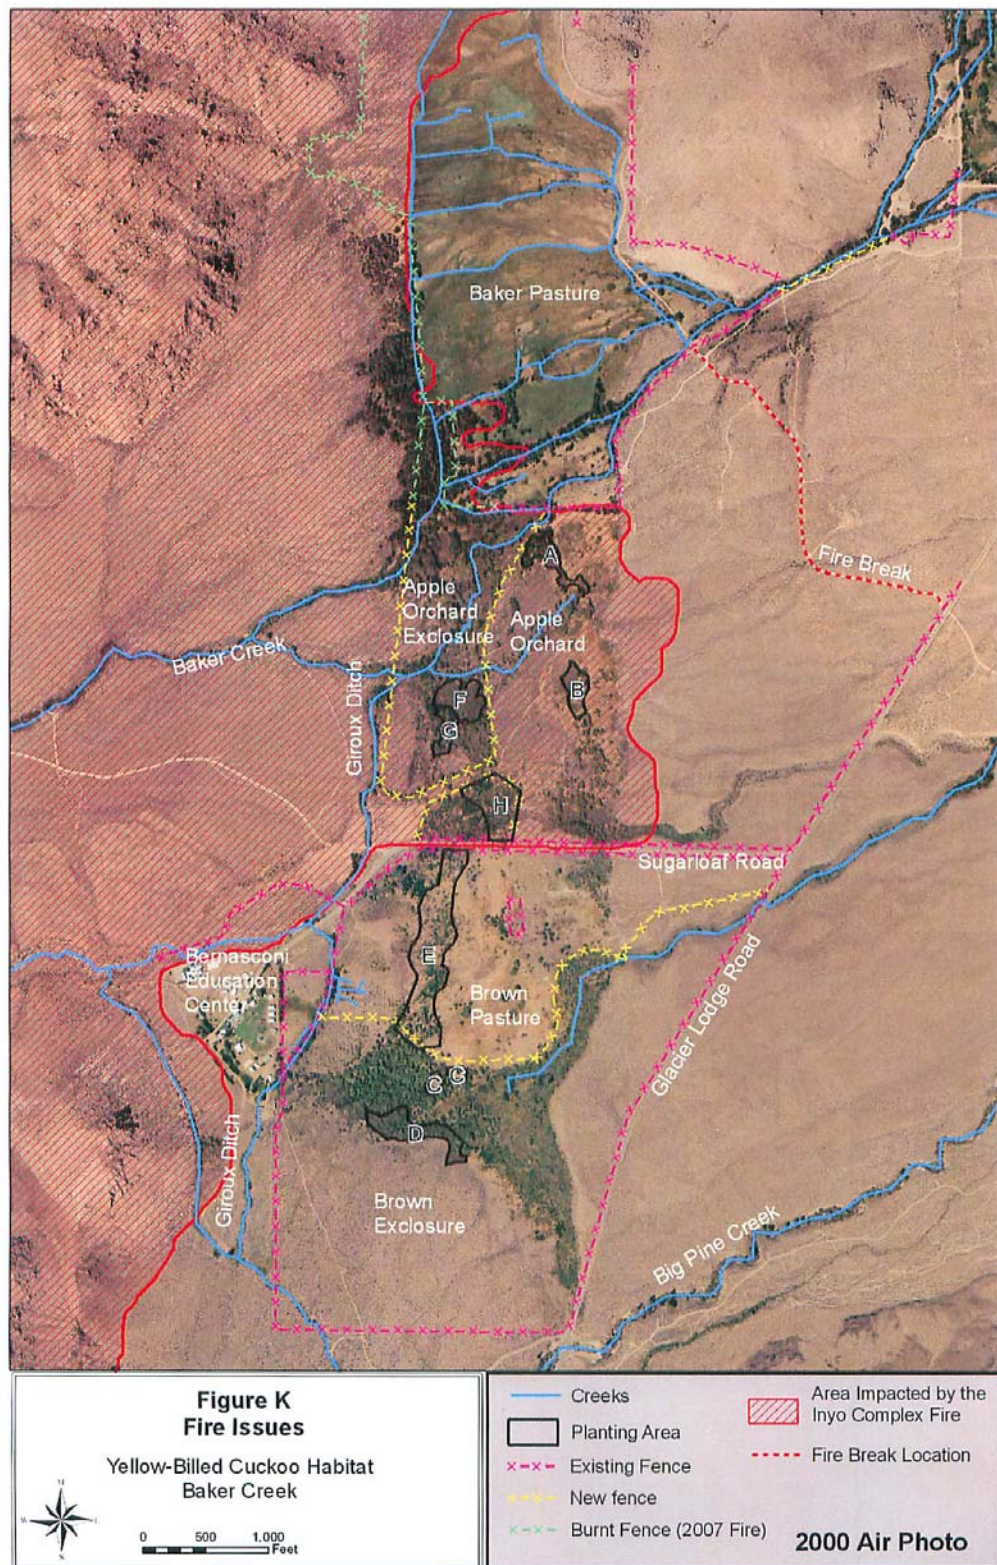 Baker Pasture
Fire Break
A
Apple
Orchard
Exclosure
Apple
Orchard
Baker Creek
B
F
Giroux Ditch
G
H
Sugarloaf Road
E
Bernasconi
Education
Center
Brown
Pasture
Glacier Lodge Road
C G
D
Giroux Ditch
Brown
Exclosure
Big Pine Creek
Figure K
Fire Issues
Yellow-Billed Cuckoo Habitat
Baker Creek
N
W E
S
0 500 1,000
Feet
Creeks
Planting Area
Existing Fence
New fence
Burnt Fence (2007 Fire)
Area Impacted by the
Inyo Complex Fire
Fire Break Location
2000 Air Photo